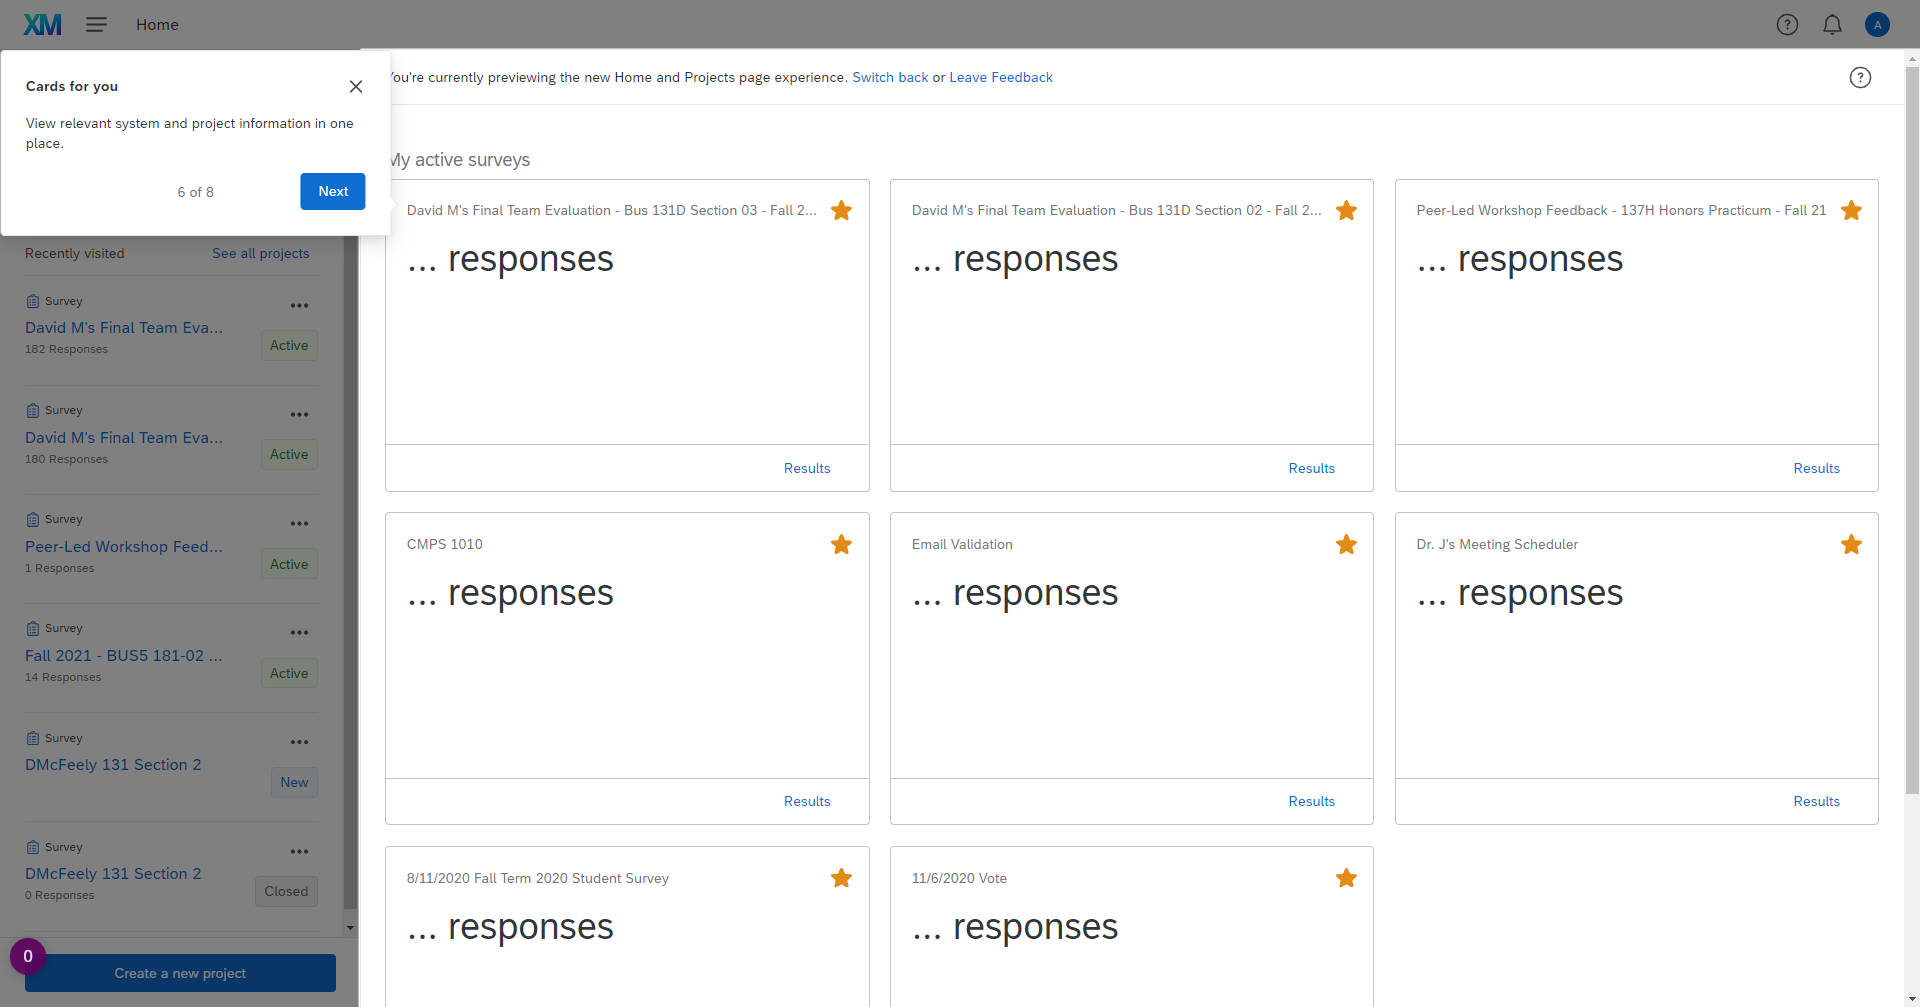 XM
Home
A
Cards for you
View relevant system and project information in one
place.
6 of 8
Next
You're currently previewing the new Home and Projects page experience. Switch back or Leave Feedback
Recently visited
See all projects
Survey
David M's Final Team Eva...
182 Responses
Active
Survey
David M's Final Team Eva...
180 Responses
Active
Survey
Peer-Led Workshop Feed...
1 Responses
Active
Survey
Fall 2021 - BUS5 181-02 ...
14 Responses
Active
Survey
DMcFeely 131 Section 2
New
Survey
DMcFeely 131 Section 2
0 Responses
Closed
0
Create a new project
My active surveys
David M's Final Team Evaluation - Bus 131D Section 03 - Fall 2...
... responses
Results
David M's Final Team Evaluation - Bus 131D Section 02 - Fall 2...
... responses
Results
Peer-Led Workshop Feedback - 137H Honors Practicum - Fall 21
... responses
Results
CMPS 1010
... responses
Results
Email Validation
... responses
Results
Dr. J's Meeting Scheduler
... responses
Results
8/11/2020 Fall Term 2020 Student Survey
... responses
11/6/2020 Vote
... responses